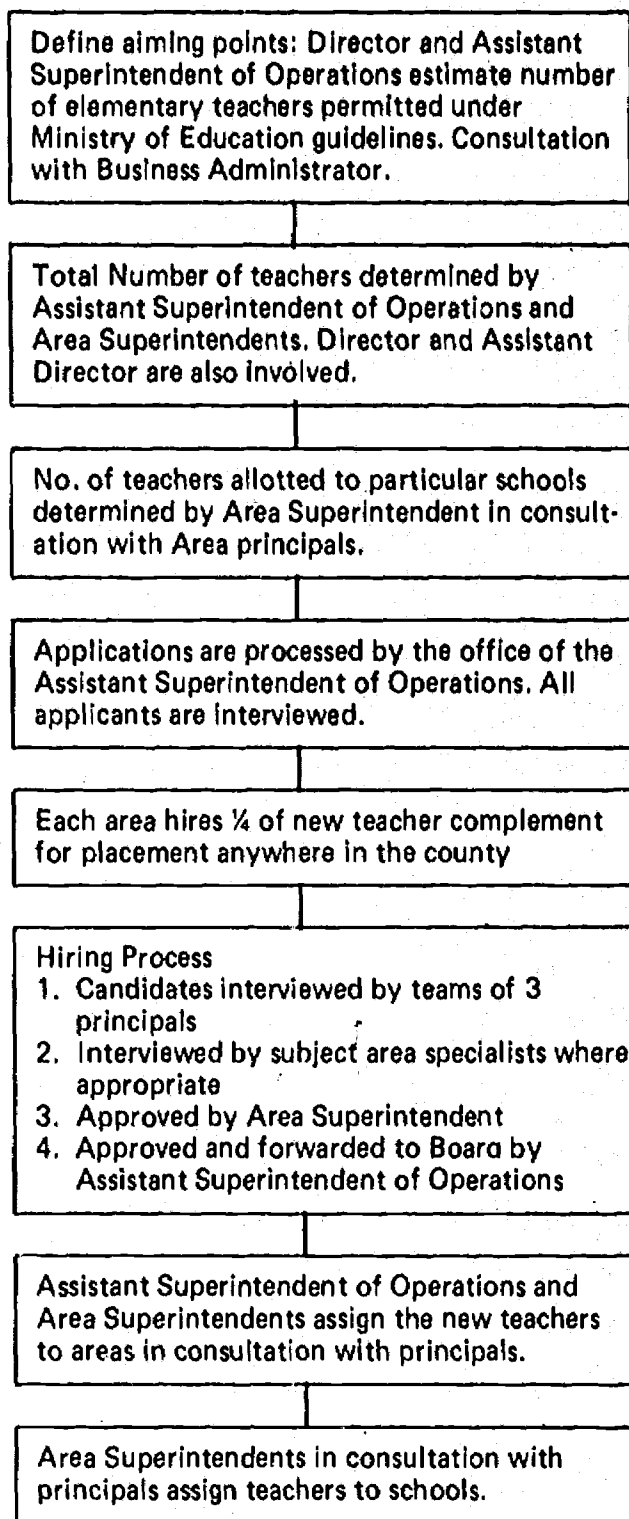 Define aiming points: Director and Assistant
Superintendent of Operations estimate number
of elementary teachers permitted under
Ministry of Education guidelines. Consultation
with Business Administrator.
Total Number of teachers determined by
Assistant Superintendent of Operations and
Area Superintendents. Director and Assistant
Director are also involved.
No. of teachers allotted to particular schools
determined by Area Superintendent in consult-
ation with Area principals.
Applications are processed by the office of the
Assistant Superintendent of Operations. All
applicants are interviewed.
Each area hires ¼ of new teacher complement
for placement anywhere in the county
Hiring Process
1. Candidates interviewed by teams of 3
principals
2. Interviewed by subject area specialists where
appropriate
3. Approved by Area Superintendent
4. Approved and forwarded to Board by
Assistant Superintendent of Operations
Assistant Superintendent of Operations and
Area Superintendents assign the new teachers
to areas in consultation with principals.
Area Superintendents in consultation with
principals assign teachers to schools.